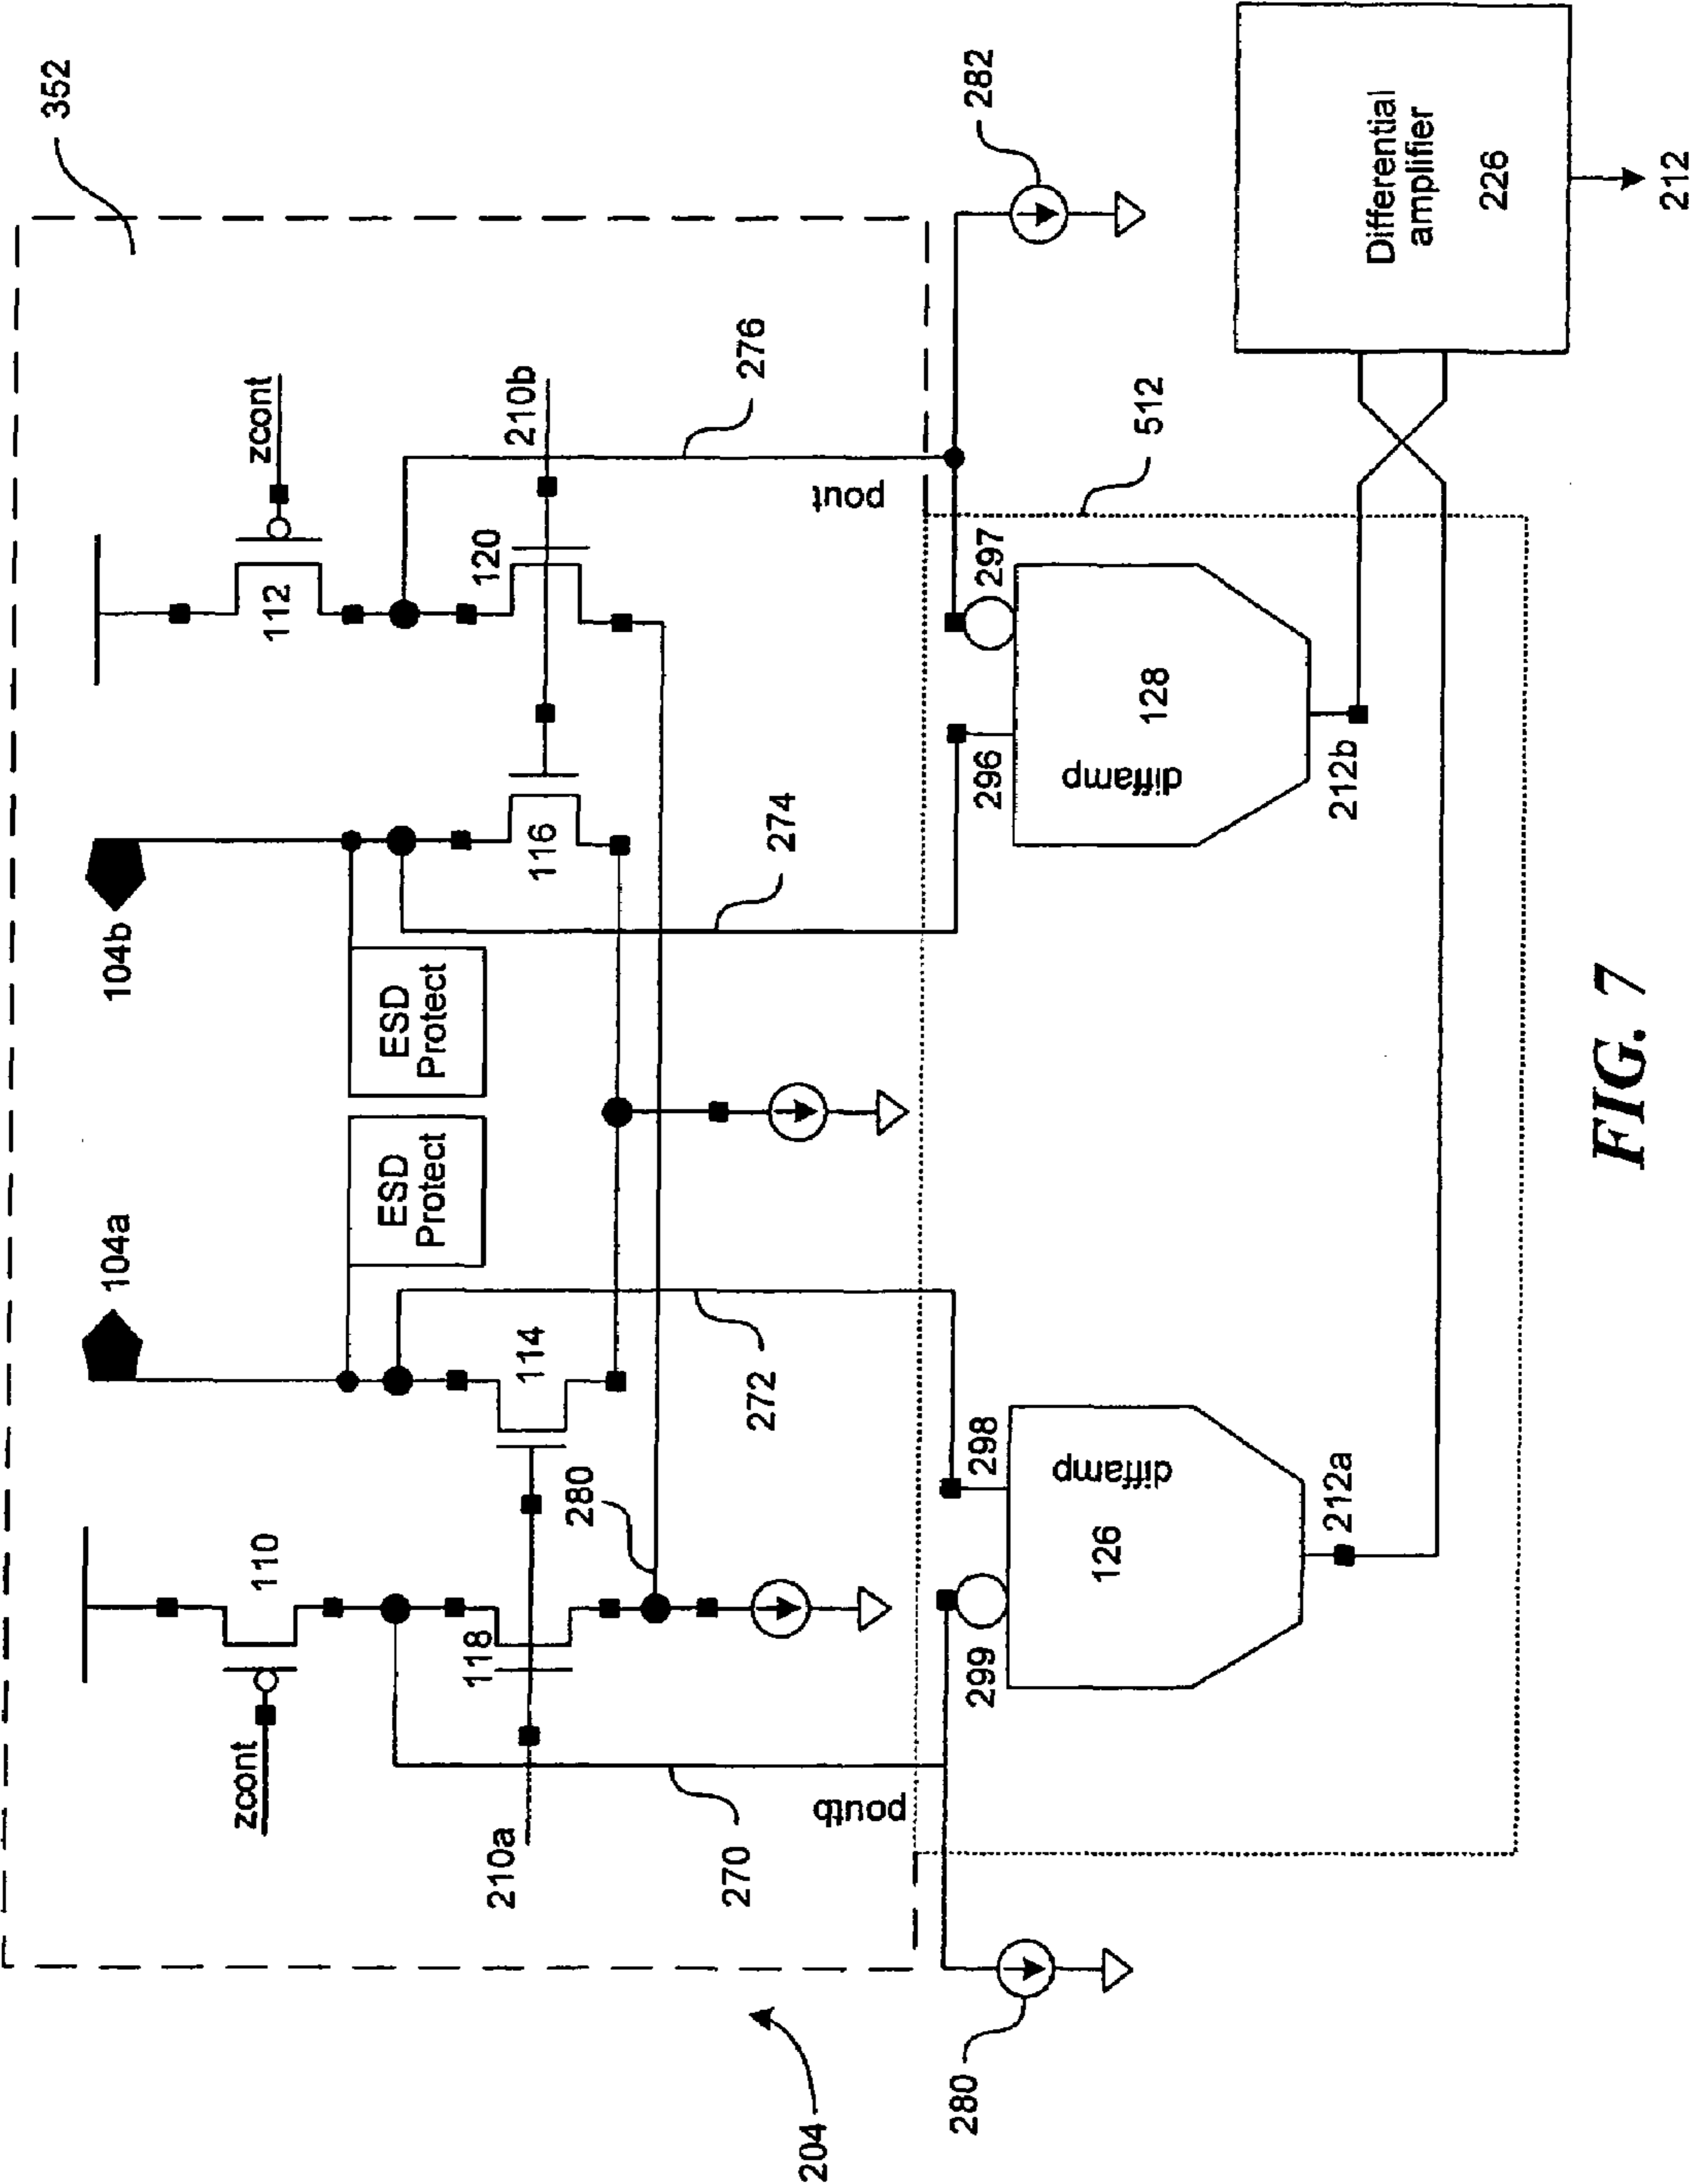 352
104a
104b
zcont
110
zcont
112
ESD
Protect
ESD
Protect
210a
118
114
116
120
210b
280
270
272
274
276
poutb
pout
204
280
282
299
298
296
297
512
diffamp
126
diffamp
128
212a
212b
Differential
amplifier
226
212
FIG. 7